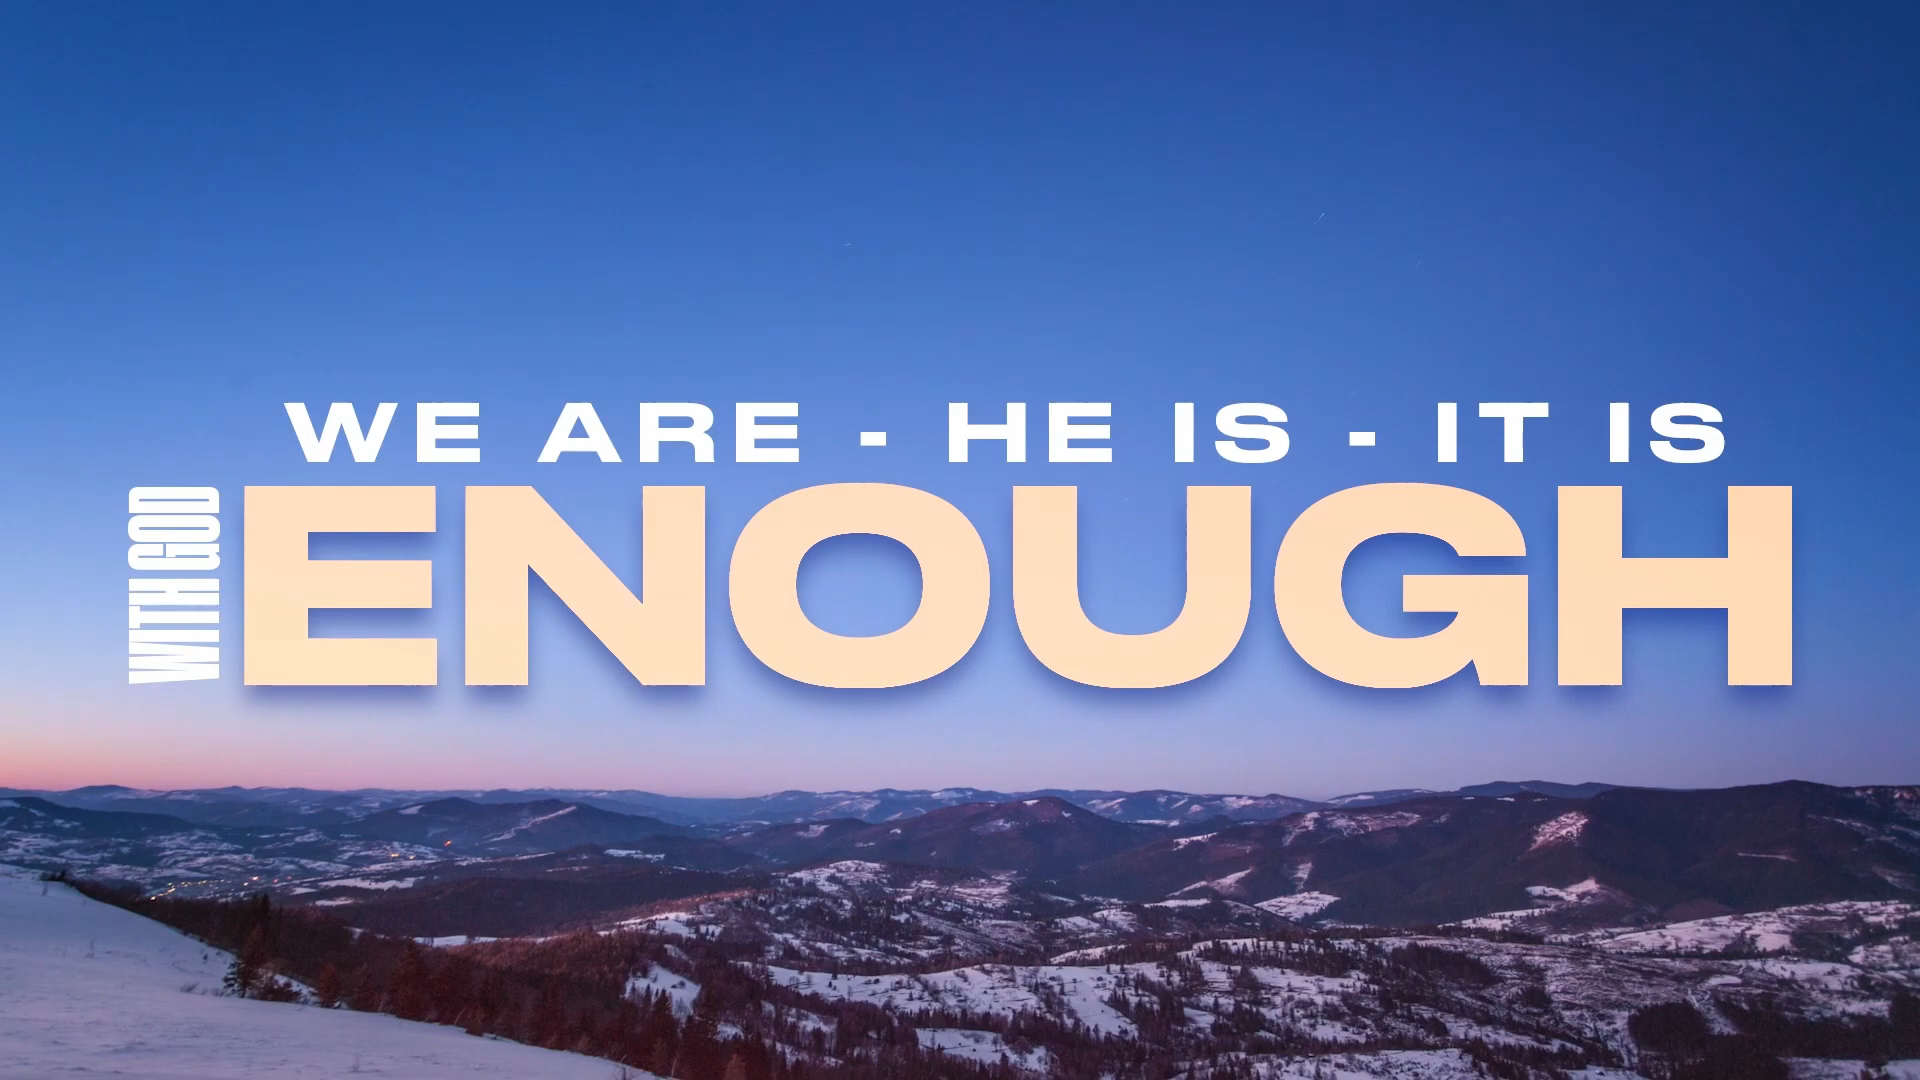 WE ARE - HE IS - IT IS
WITH GOD
ENOUGH